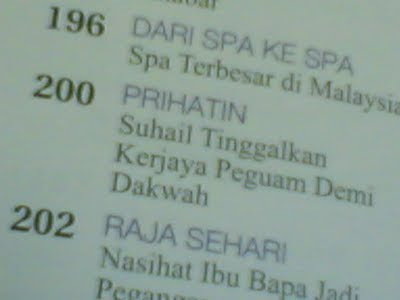 196 DARI SPA KE SPA
Spa Terbesar di Malaysia
200 PRIHATIN
Suhail Tinggalkan
Kerjaya Peguam Demi
Dakwah
202 RAJA SEHARI
Nasihat Ibu Bapa Jadi